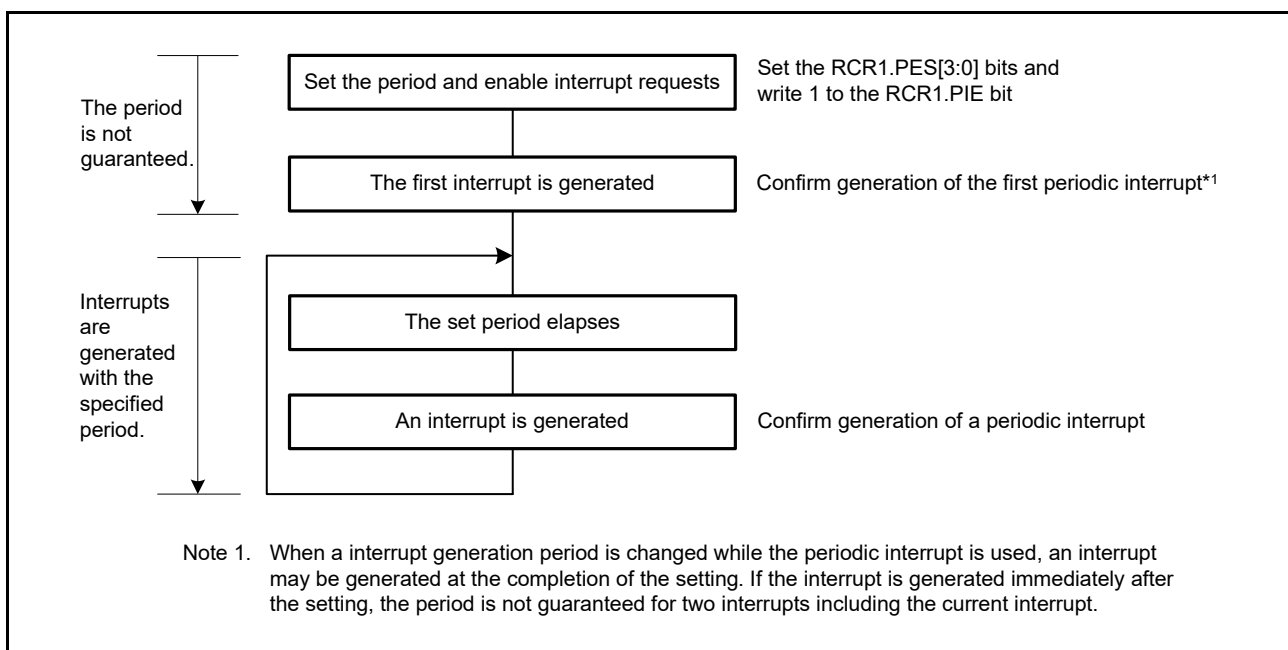 Set the period and enable interrupt requests
Set the RCR1.PES[3:0] bits and
write 1 to the RCR1.PIE bit
The period
is not
guaranteed.
The first interrupt is generated
Confirm generation of the first periodic interrupt*1
Interrupts
are
generated
with the
specified
period.
The set period elapses
An interrupt is generated
Confirm generation of a periodic interrupt
Note 1. When a interrupt generation period is changed while the periodic interrupt is used, an interrupt
may be generated at the completion of the setting. If the interrupt is generated immediately after
the setting, the period is not guaranteed for two interrupts including the current interrupt.